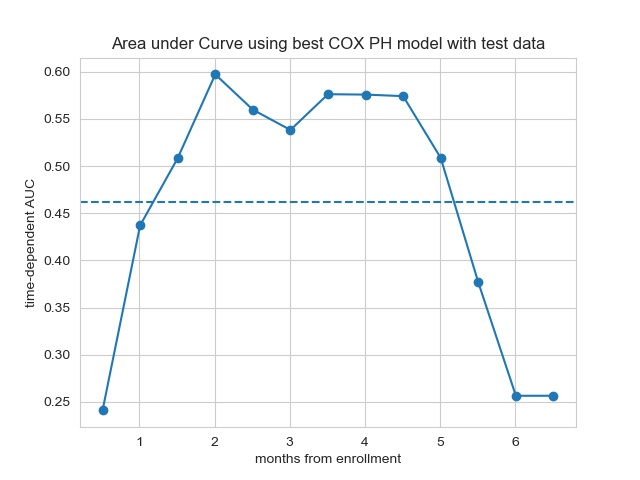 Area under Curve using best COX PH model with test data
0.60
0.55
0.50
0.45
0.40
0.35
0.30
0.25
time-dependent AUC
1 2 3 4 5 6
months from enrollment